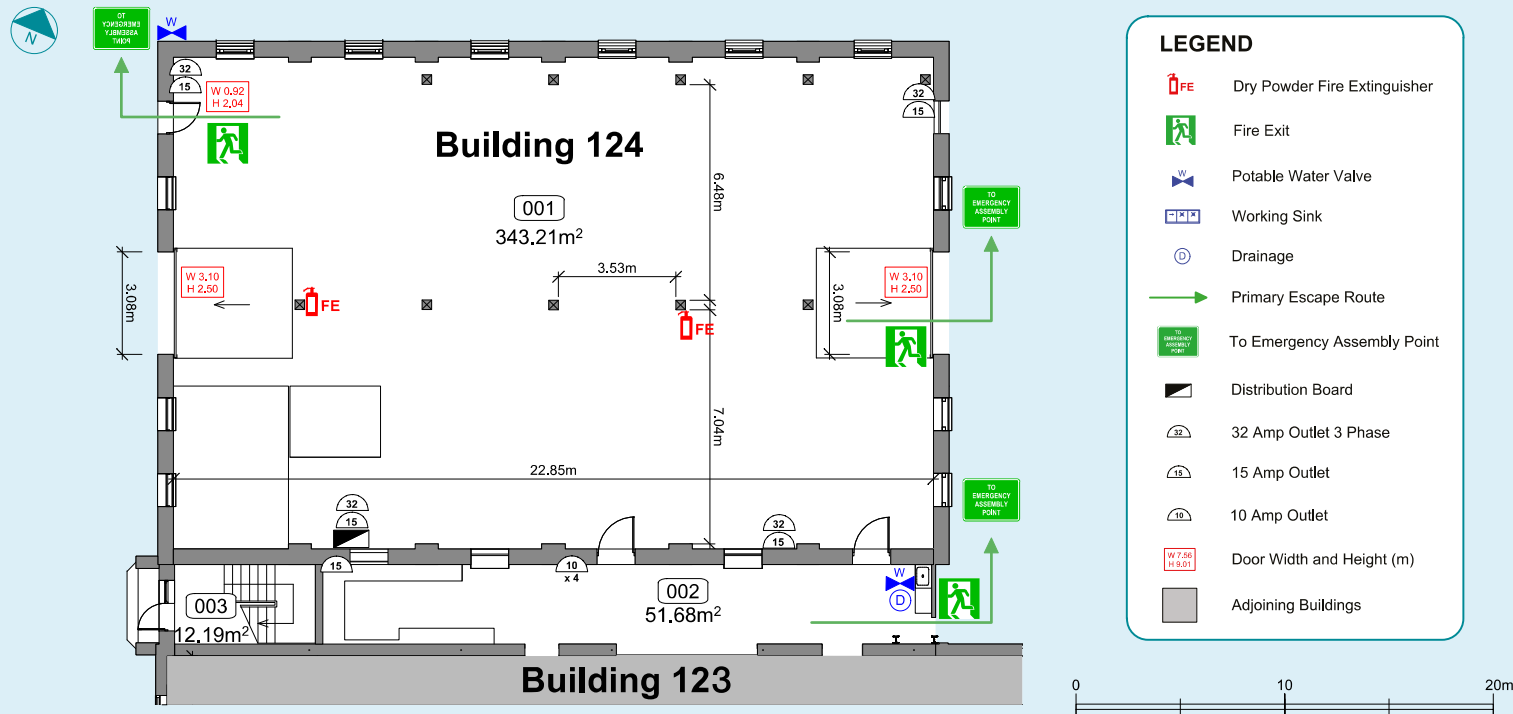 N
TO
EMERGENCY
ASSEMBLY
POINT
W
32
15
W 0.92
H 2.04
32
15
Building 124
001
343.21m²
6.48m
TO
EMERGENCY
ASSEMBLY
POINT
3.53m
3.08m
W 3.10
H 2.50
FE
FE
3.08m
W 3.10
H 2.50
7.04m
22.85m
TO
EMERGENCY
ASSEMBLY
POINT
32
15
32
15
15
10
x 4
W
D
002
51.68m²
003
12.19m²
Building 123
LEGEND
FE Dry Powder Fire Extinguisher
Fire Exit
W Potable Water Valve
Working Sink
D Drainage
Primary Escape Route
TO
EMERGENCY
ASSEMBLY
POINT
To Emergency Assembly Point
Distribution Board
32 32 Amp Outlet 3 Phase
15 15 Amp Outlet
10 10 Amp Outlet
W 7.56
H 9.01
Door Width and Height (m)
Adjoining Buildings
0 10 20m